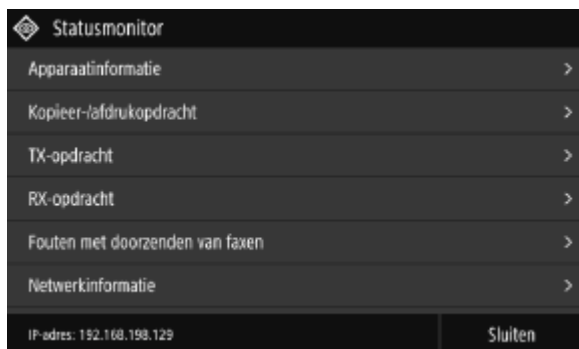 Statusmonitor
Apparaatinformatie
Kopieer-/afdrukopdracht
TX-opdracht
RX-opdracht
Fouten met doorzenden van faxen
Netwerkinformatie
IP-adres: 192.168.198.129
Sluiten